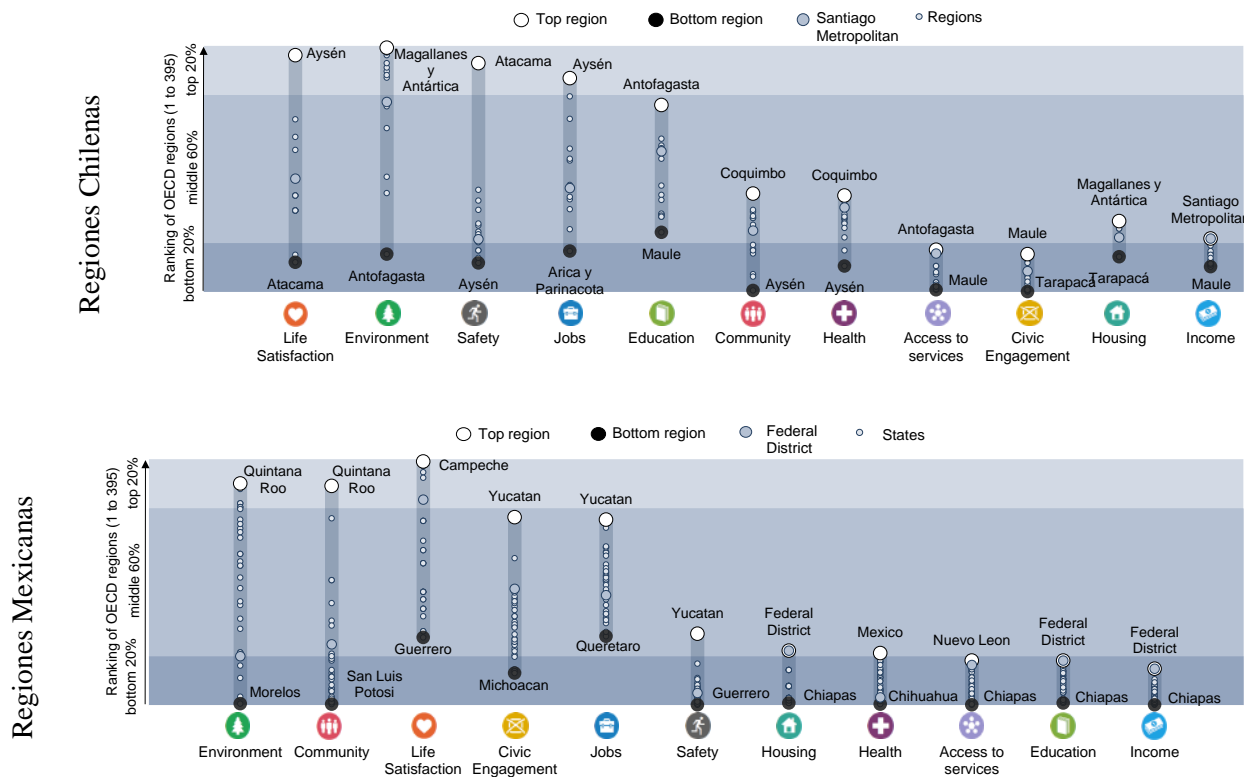 Top region
Bottom region
Santiago
Metropolitan
Regions
Regiones Chilenas
Ranking of OECD regions (1 to 395)
bottom 20% middle 60% top 20%
Aysén
Magallanes
y
Antártica
Atacama
Aysén
Antofagasta
Coquimbo
Coquimbo
Antofagasta
Maule
Magallanes y
Antártica
Santiago
Metropolitan
Atacama
Antofagasta
Aysén
Arica y
Parinacota
Maule
Aysén
Aysén
Maule
Tarapacá
Tarapacá
Maule
Life
Satisfaction
Environment
Safety
Jobs
Education
Community
Health
Access to
services
Civic
Engagement
Housing
Income
Top region
Bottom region
Federal
District
States
Regiones Mexicanas
Ranking of OECD regions (1 to 395)
bottom 20% middle 60% top 20%
Quintana
Roo
Quintana
Roo
Campeche
Yucatan
Yucatan
Yucatan
Federal
District
Mexico
Nuevo Leon
Federal
District
Federal
District
Morelos
San Luis
Potosi
Guerrero
Michoacan
Queretaro
Guerrero
Chiapas
Chihuahua
Chiapas
Chiapas
Chiapas
Environment
Community
Life
Satisfaction
Civic
Engagement
Jobs
Safety
Housing
Health
Access to
services
Education
Income